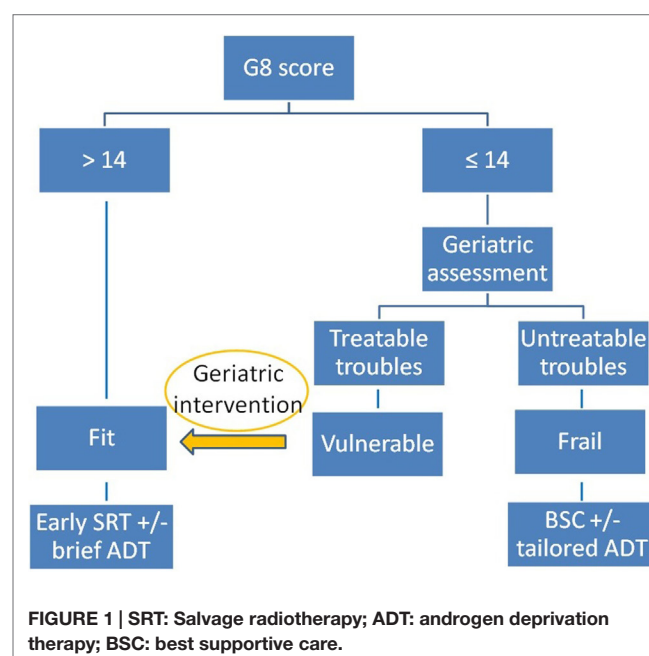 G8 score
> 14
≤ 14
Geriatric
assessment
Treatable
troubles
Untreatable
troubles
Geriatric
intervention
Fit
Vulnerable
Frail
Early SRT +/-
brief ADT
BSC +/-
tailored ADT
FIGURE 1 | SRT: Salvage radiotherapy; ADT: androgen deprivation
therapy; BSC: best supportive care.